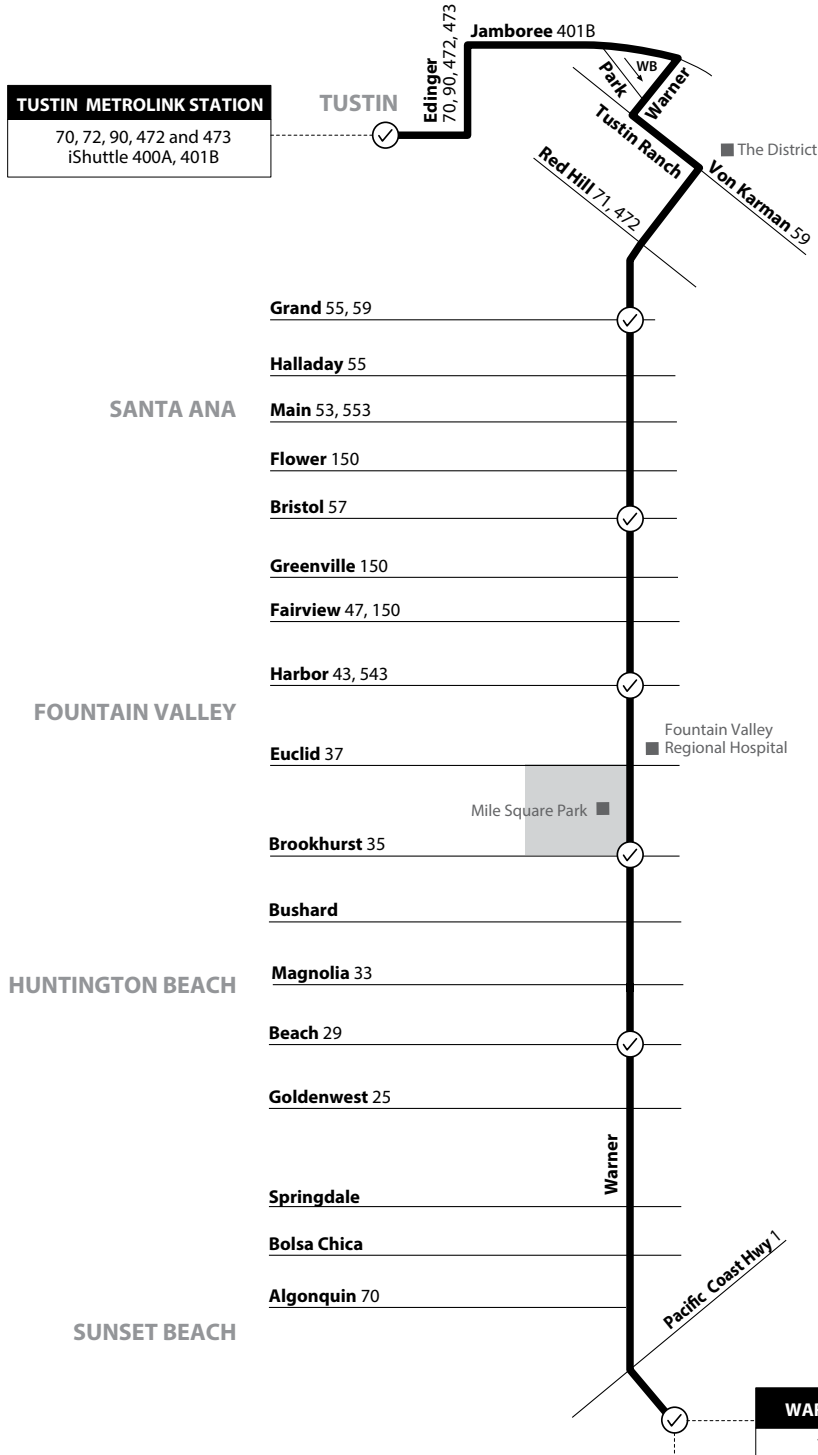 Jamboree 401B
Edinger
70, 90, 472, 473
WB
Park
Warner
TUSTIN METROLINK STATION
70, 72, 90, 472 and 473
iShuttle 400A, 401B
TUSTIN
Tustin Ranch
The District
Von Karman 59
Red Hill 71, 472
Grand 55, 59
Halladay 55
SANTA ANA
Main 53, 553
Flower 150
Bristol 57
Greenville 150
Fairview 47, 150
Harbor 43, 543
FOUNTAIN VALLEY
Fountain Valley
Regional Hospital
Euclid 37
Mile Square Park
Brookhurst 35
Bushard
HUNTINGTON BEACH
Magnolia 33
Beach 29
Goldenwest 25
Warner
Springdale
Bolsa Chica
Algonquin 70
Pacific Coast Hwy 1
SUNSET BEACH